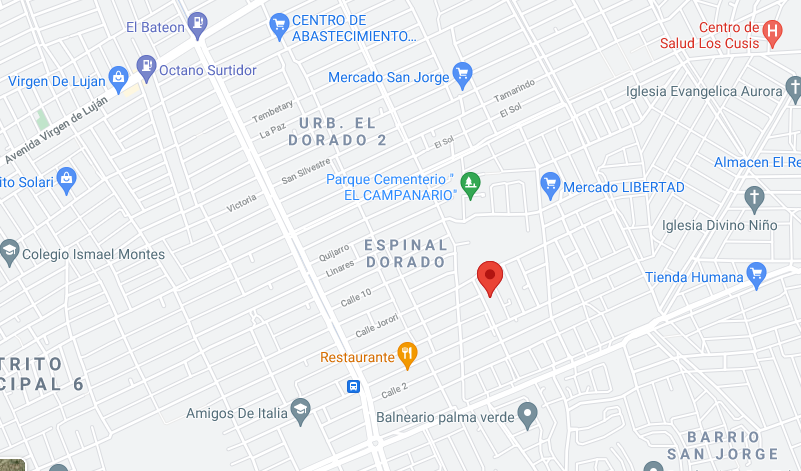 El Bateon
CENTRO DE
ABASTECIMIENTO...
Centro de
Salud Los Cusis
Octano Surtidor
Virgen De Lujan
Mercado San Jorge
Tamarindo
Iglesia Evangelica Aurora
Tembetary
El Sol
La Paz
URB. EL
DORADO 2
Avenida Virgen de Luján
El Sol
San Silvestre
Almacen El Re
ito Solari
Parque Cementerio "
EL CAMPANARIO"
Mercado LIBERTAD
Victoria
Iglesia Divino Niño
Colegio Ismael Montes
Quijarro
ESPINAL
DORADO
Linares
Tienda Humana
Calle 10
Calle Jorori
Restaurante
TRITO
CIPAL 6
Calle 2
Amigos De Italia
Balneario palma verde
BARRIO
SAN JORGE